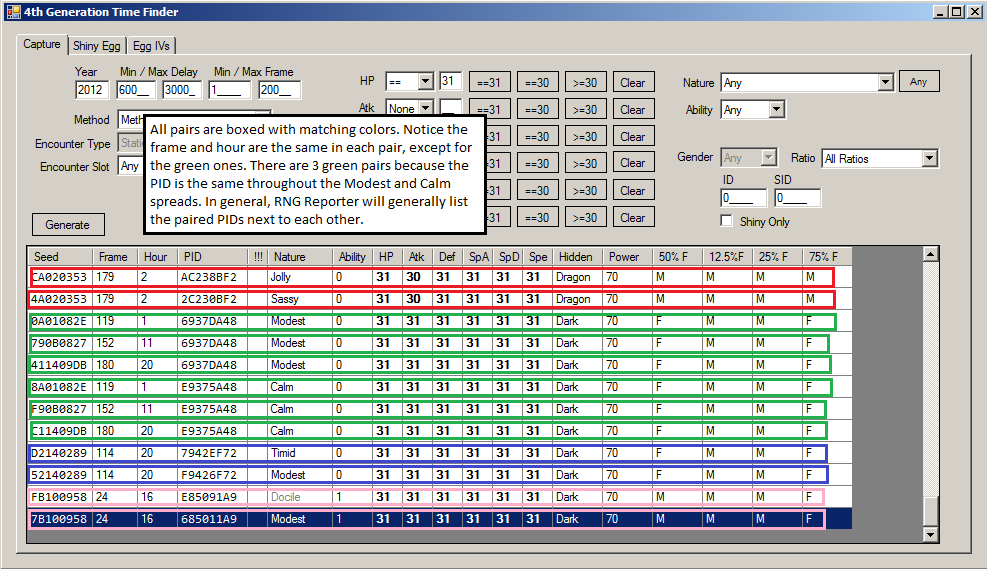 4th Generation Time Finder
Capture Shiny Egg Egg IVs
Year Min / Max Delay Min / Max Frame
2012 600__ 3000_ 1____ 200__
HP == 31 ==31 ==30 >=30 Clear
Nature Any Any
Atk None __ ==31 ==30 >=30 Clear
Ability Any
Method Meth
Encounter Type Stati
Encounter Slot Any
==31 ==30 >=30 Clear
==31 ==30 >=30 Clear
==31 ==30 >=30 Clear
==31 ==30 >=30 Clear
Gender Any Ratio All Ratios
ID SID
0____ 0____
Shiny Only
All pairs are boxed with matching colors. Notice the
frame and hour are the same in each pair, except for
the green ones. There are 3 green pairs because the
PID is the same throughout the Modest and Calm
spreads. In general, RNG Reporter will generally list
the paired PIDs next to each other.
Generate
Seed Frame Hour PID !!! Nature Ability HP Atk Def SpA SpD Spe Hidden Power 50% F 12.5%F 25% F 75% F
CA020353 179 2 AC238BF2 Jolly 0 31 30 31 31 31 31 Dragon 70 M M M M
4A020353 179 2 2C230BF2 Sassy 0 31 30 31 31 31 31 Dragon 70 M M M M
0A01082E 119 1 6937DA48 Modest 0 31 31 31 31 31 31 Dark 70 F M M F
790B0827 152 11 6937DA48 Modest 0 31 31 31 31 31 31 Dark 70 F M M F
411409DB 180 20 6937DA48 Modest 0 31 31 31 31 31 31 Dark 70 F M M F
8A01082E 119 1 E9375A48 Calm 0 31 31 31 31 31 31 Dark 70 F M M F
F90B0827 152 11 E9375A48 Calm 0 31 31 31 31 31 31 Dark 70 F M M F
C11409DB 180 20 E9375A48 Calm 0 31 31 31 31 31 31 Dark 70 F M M F
D2140289 114 20 7942EF72 Timid 0 31 31 31 31 31 31 Dark 70 F M M F
52140289 114 20 F9426F72 Modest 0 31 31 31 31 31 31 Dark 70 F M M F
FB100958 24 16 E85091A9 Docile 1 31 31 31 31 31 31 Dark 70 M M M F
7B100958 24 16 685011A9 Modest 1 31 31 31 31 31 31 Dark 70 M M M F